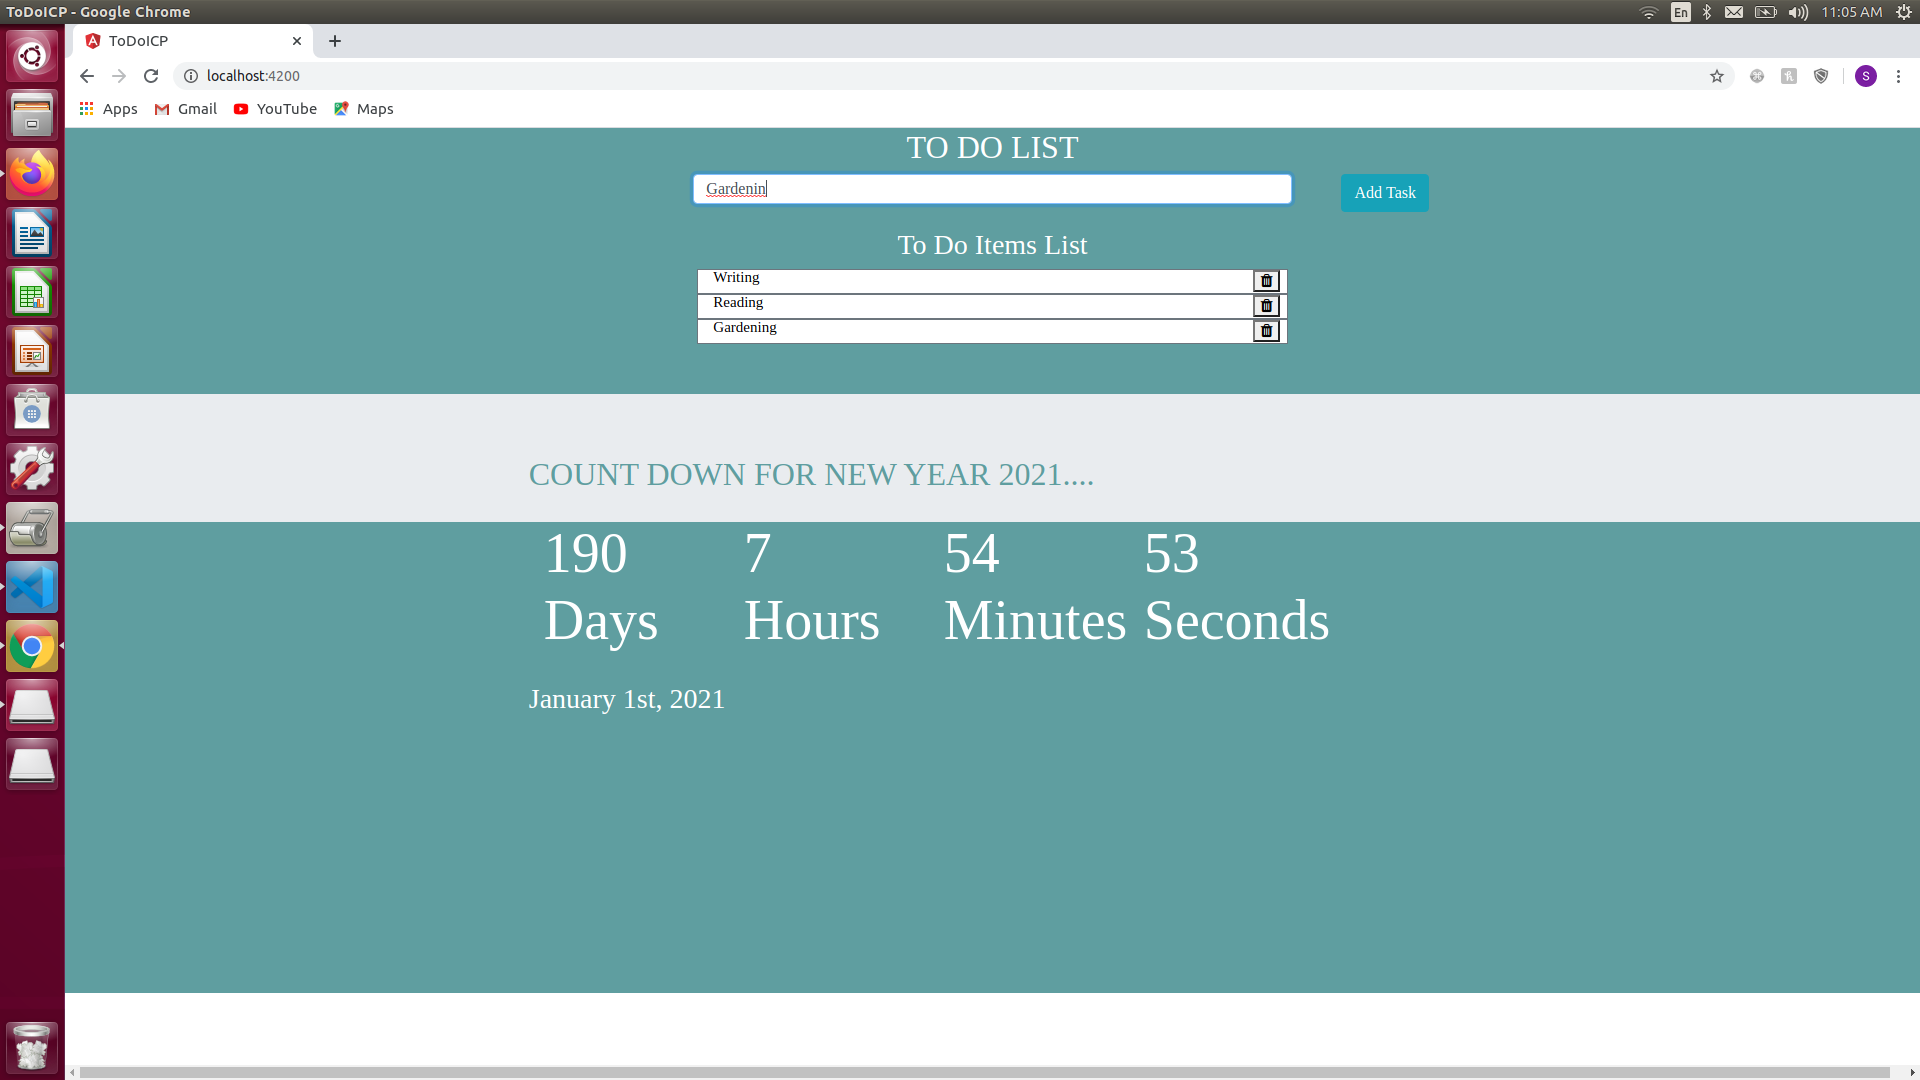 ToDoICP - Google Chrome
En
11:05 AM
ToDoICP
localhost:4200
S
Apps Gmail YouTube Maps
TO DO LIST
Gardenin
Add Task
To Do Items List
Writing
Reading
Gardening
COUNT DOWN FOR NEW YEAR 2021....
190 7 54 53
Days Hours Minutes Seconds
January 1st, 2021